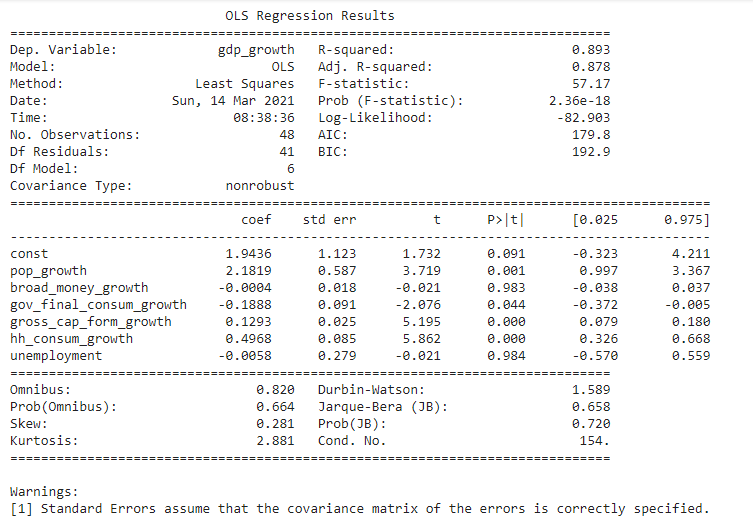 OLS Regression Results
==============================================================================
Dep. Variable:             gdp_growth   R-squared:                       0.893
Model:                            OLS   Adj. R-squared:                  0.878
Method:                 Least Squares   F-statistic:                     57.17
Date:                Sun, 14 Mar 2021   Prob (F-statistic):           2.36e-18
Time:                        08:38:36   Log-Likelihood:                -82.903
No. Observations:                  48   AIC:                             179.8
Df Residuals:                      41   BIC:                             192.9
Df Model:                           6
Covariance Type:            nonrobust
===========================================================================================
                              coef    std err          t      P>|t|      [0.025      0.975]
-------------------------------------------------------------------------------------------
const                       1.9436      1.123      1.732      0.091      -0.323       4.211
pop_growth                  2.1819      0.587      3.719      0.001       0.997       3.367
broad_money_growth         -0.0004      0.018     -0.021      0.983      -0.038       0.037
gov_final_consum_growth    -0.1888      0.091     -2.076      0.044      -0.372      -0.005
gross_cap_form_growth       0.1293      0.025      5.195      0.000       0.079       0.180
hh_consum_growth            0.4968      0.085      5.862      0.000       0.326       0.668
unemployment               -0.0058      0.279     -0.021      0.984      -0.570       0.559
==============================================================================
Omnibus:                        0.820   Durbin-Watson:                   1.589
Prob(Omnibus):                  0.664   Jarque-Bera (JB):                0.658
Skew:                           0.281   Prob(JB):                        0.720
Kurtosis:                       2.881   Cond. No.                         154.
==============================================================================

Warnings:
[1] Standard Errors assume that the covariance matrix of the errors is correctly specified.